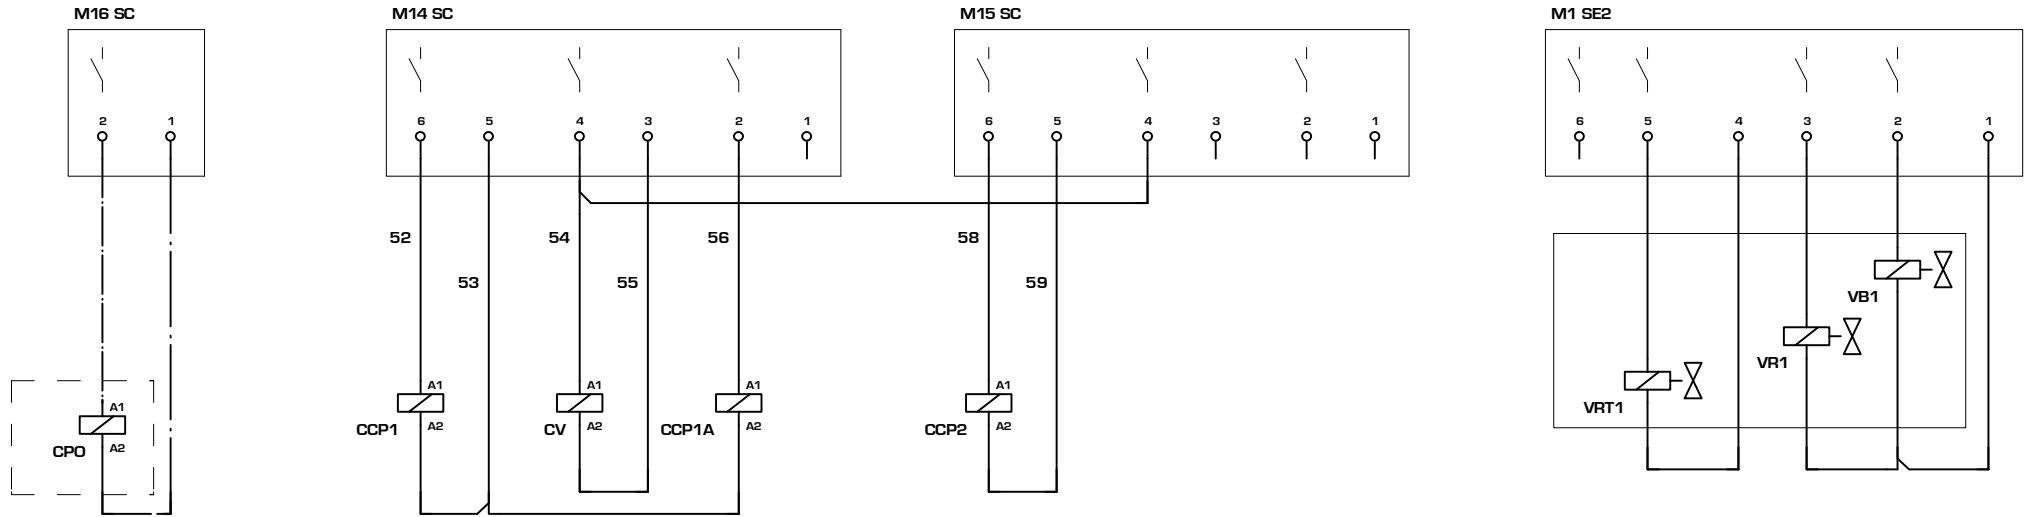 M16 SC M14 SC M15 SC M1 SE2
2 1 6 5 4 3 2 1 6 5 4 3 2 1 6 5 4 3 2 1
52 54 56 58
53 55 59
VB1
VR1
A1 A1 A1 A1
VRT1
A1
CCP1 A2 CV A2 CCP1A A2 CCP2 A2
CPO A2